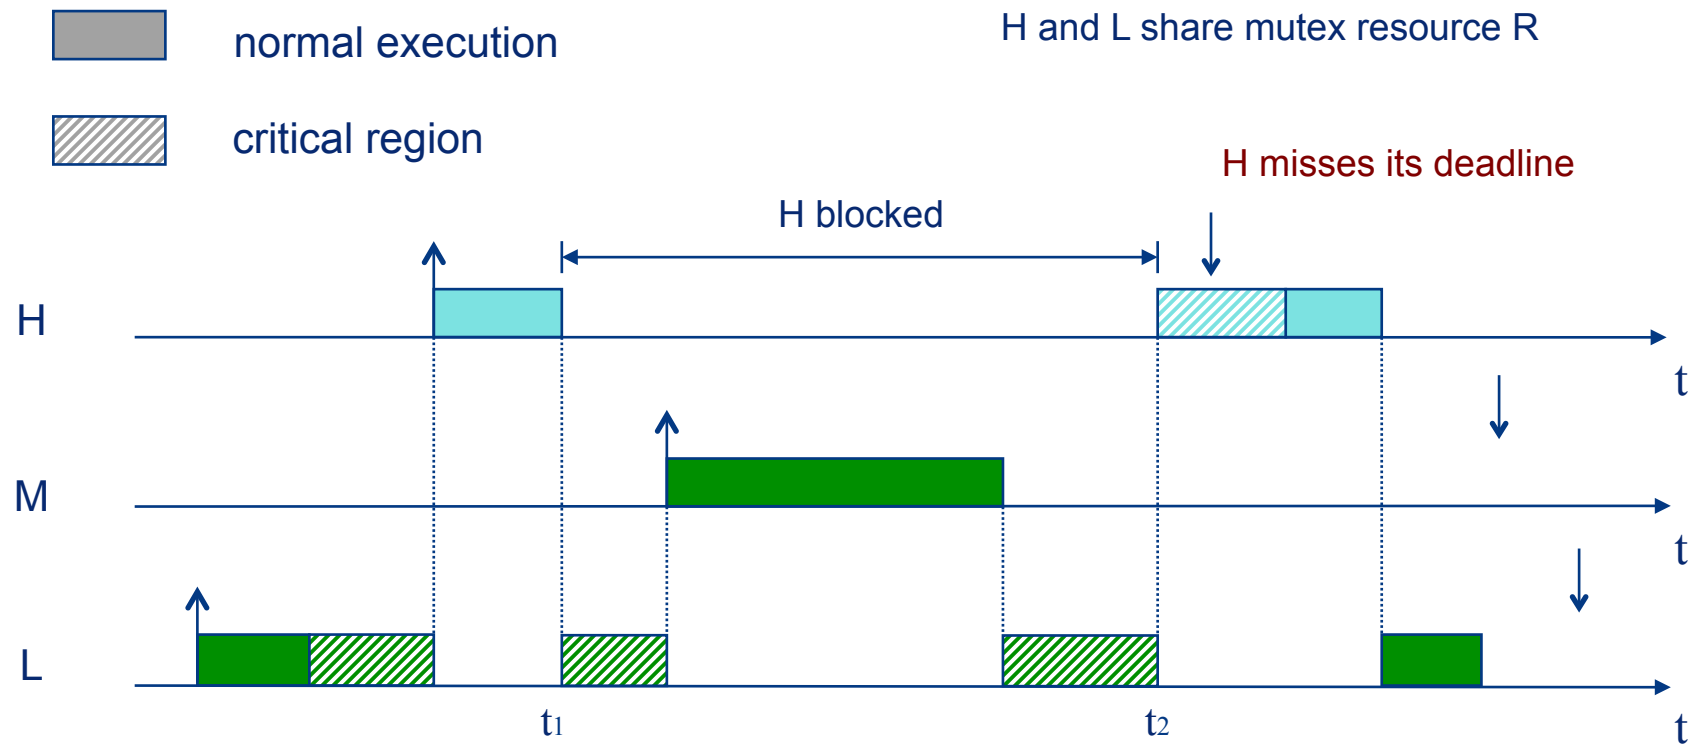 normal execution
H and L share mutex resource R
critical region
H misses its deadline
H blocked
H
t
M
t
L
t1
t2
t